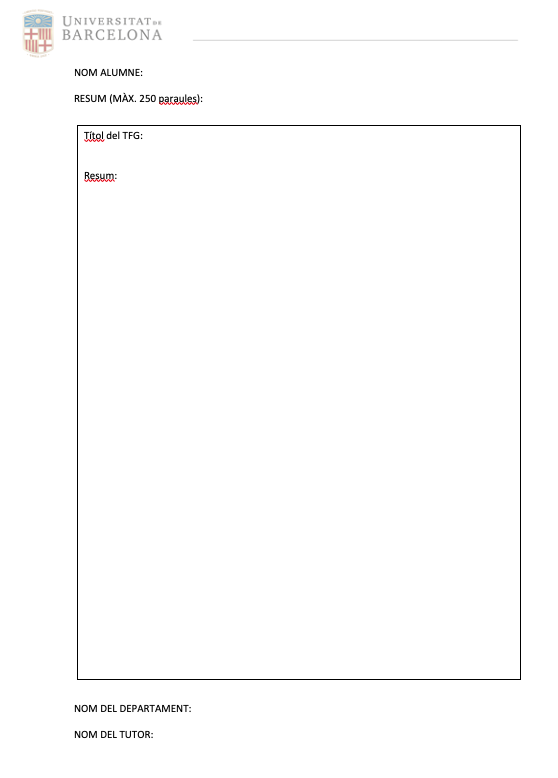 UNIVERSITAT DE
BARCELONA
NOM ALUMNE:
RESUM (MÀX. 250 paraules):
Títol del TFG:
Resum:
NOM DEL DEPARTAMENT:
NOM DEL TUTOR: